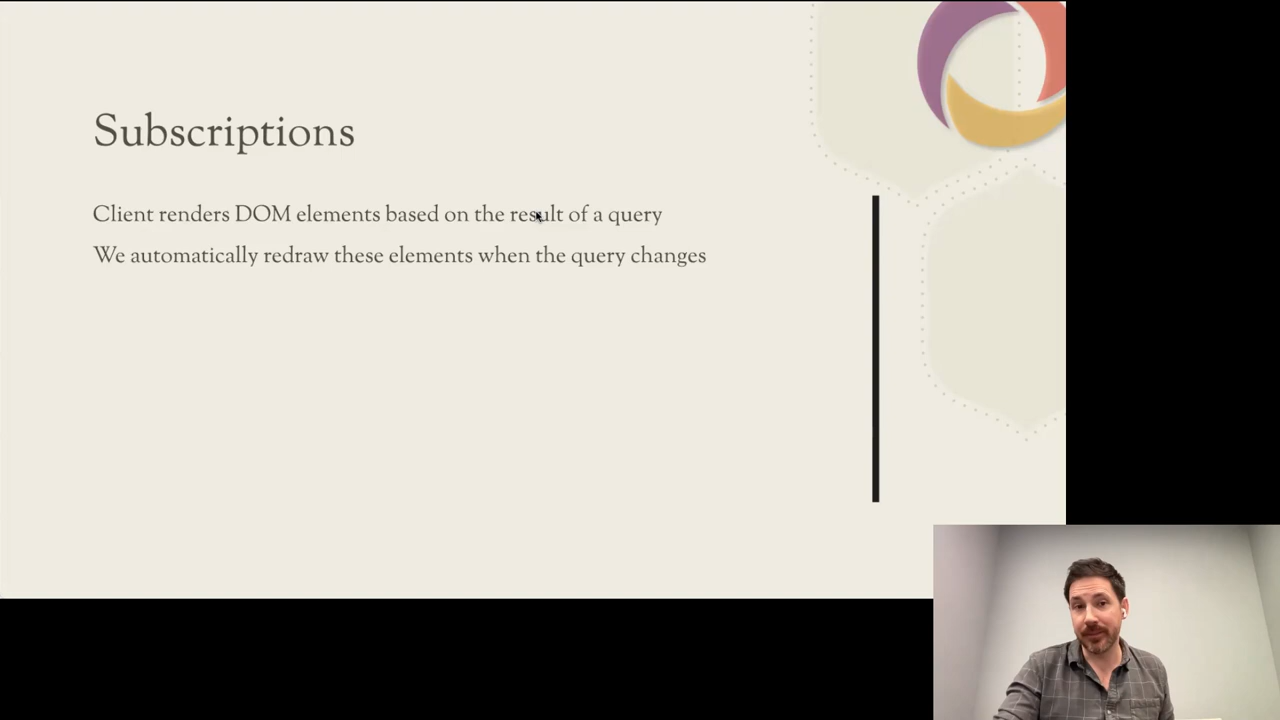 Subscriptions
Client renders DOM elements based on the result of a query
We automatically redraw these elements when the query changes